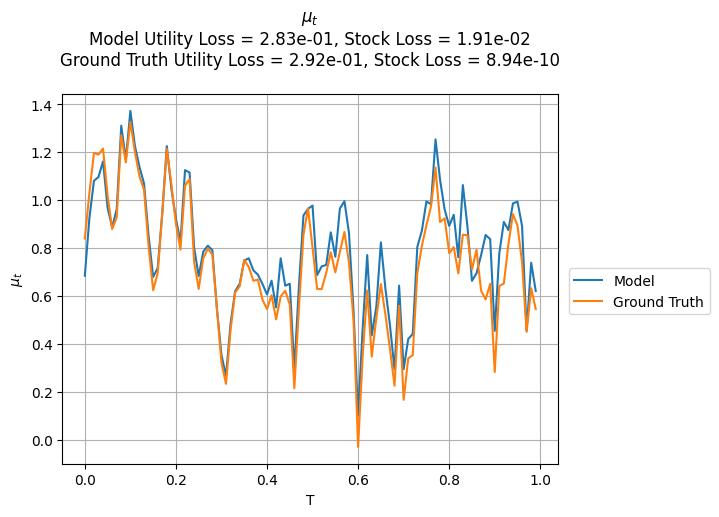 μ_t
Model Utility Loss = 2.83e-01, Stock Loss = 1.91e-02
Ground Truth Utility Loss = 2.92e-01, Stock Loss = 8.94e-10
1.4
1.2
1.0
0.8
0.6
0.4
0.2
0.0
μ_t
0.0 0.2 0.4 0.6 0.8 1.0
T
Model
Ground Truth